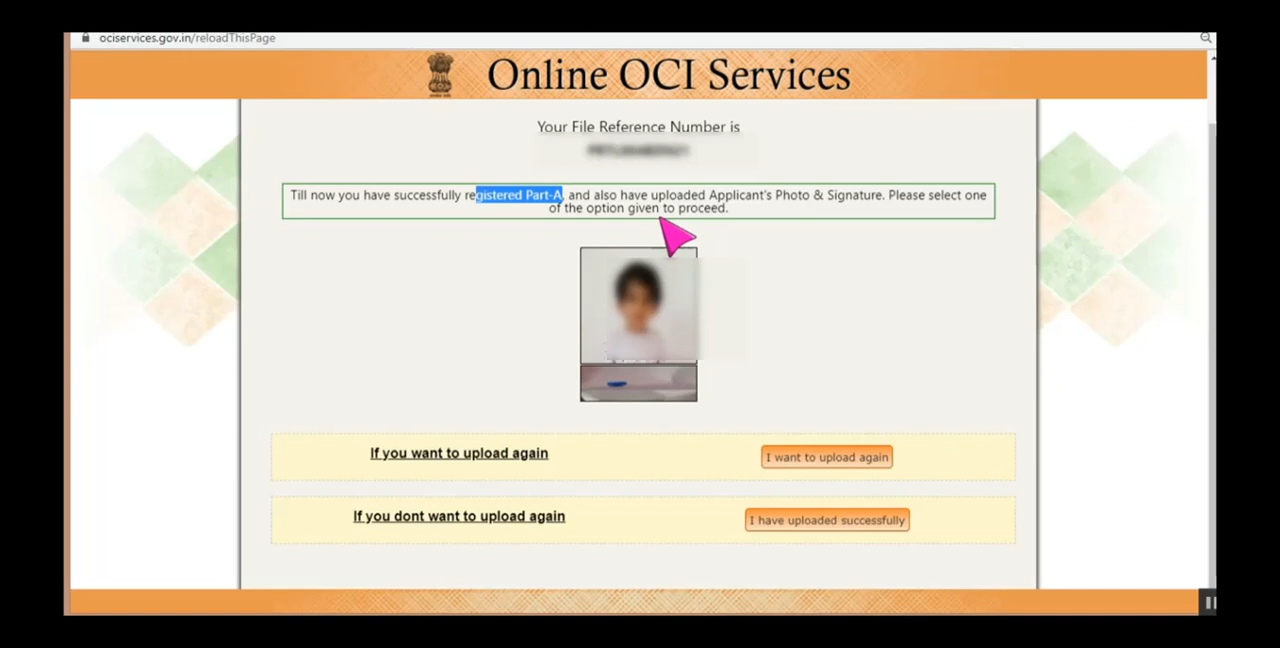 ociservices.gov.in/reloadThisPage
Online OCI Services
Your File Reference Number is
Till now you have successfully registered Part-A, and also have uploaded Applicant's Photo & Signature. Please select one
of the option given to proceed.
If you want to upload again
I want to upload again
If you dont want to upload again
I have uploaded successfully